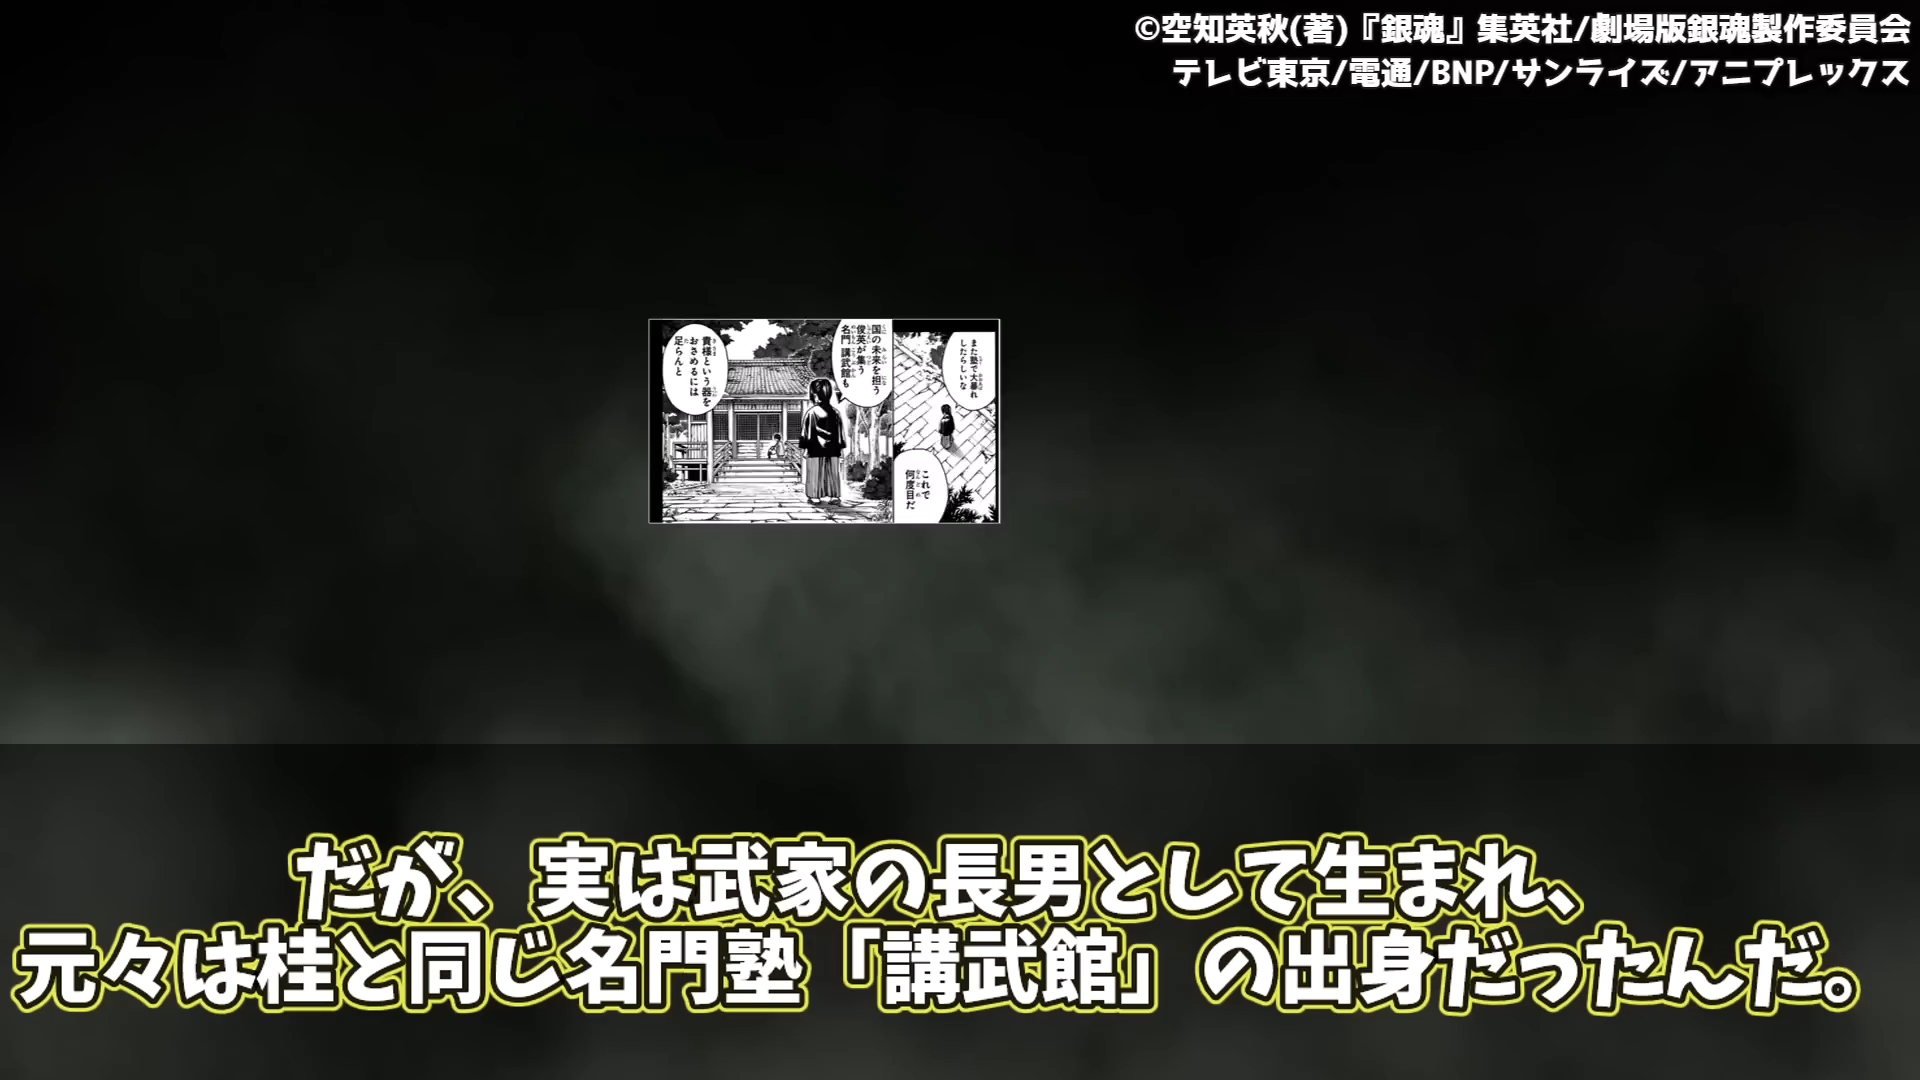 ©空知英秋(著)『銀魂』集英社/劇場版銀魂製作委員会
テレビ東京/電通/BNP/サンライズ/アニプレックス
また塾で大暴れ
したらしいな
これで
何度目だ
国の未来を担う
俊英が集う
名門 講武館も
貴様という器を
おさめるには
足らんと
だが、実は武家の長男として生まれ、
元々は桂と同じ名門塾「講武館」の出身だったんだ。